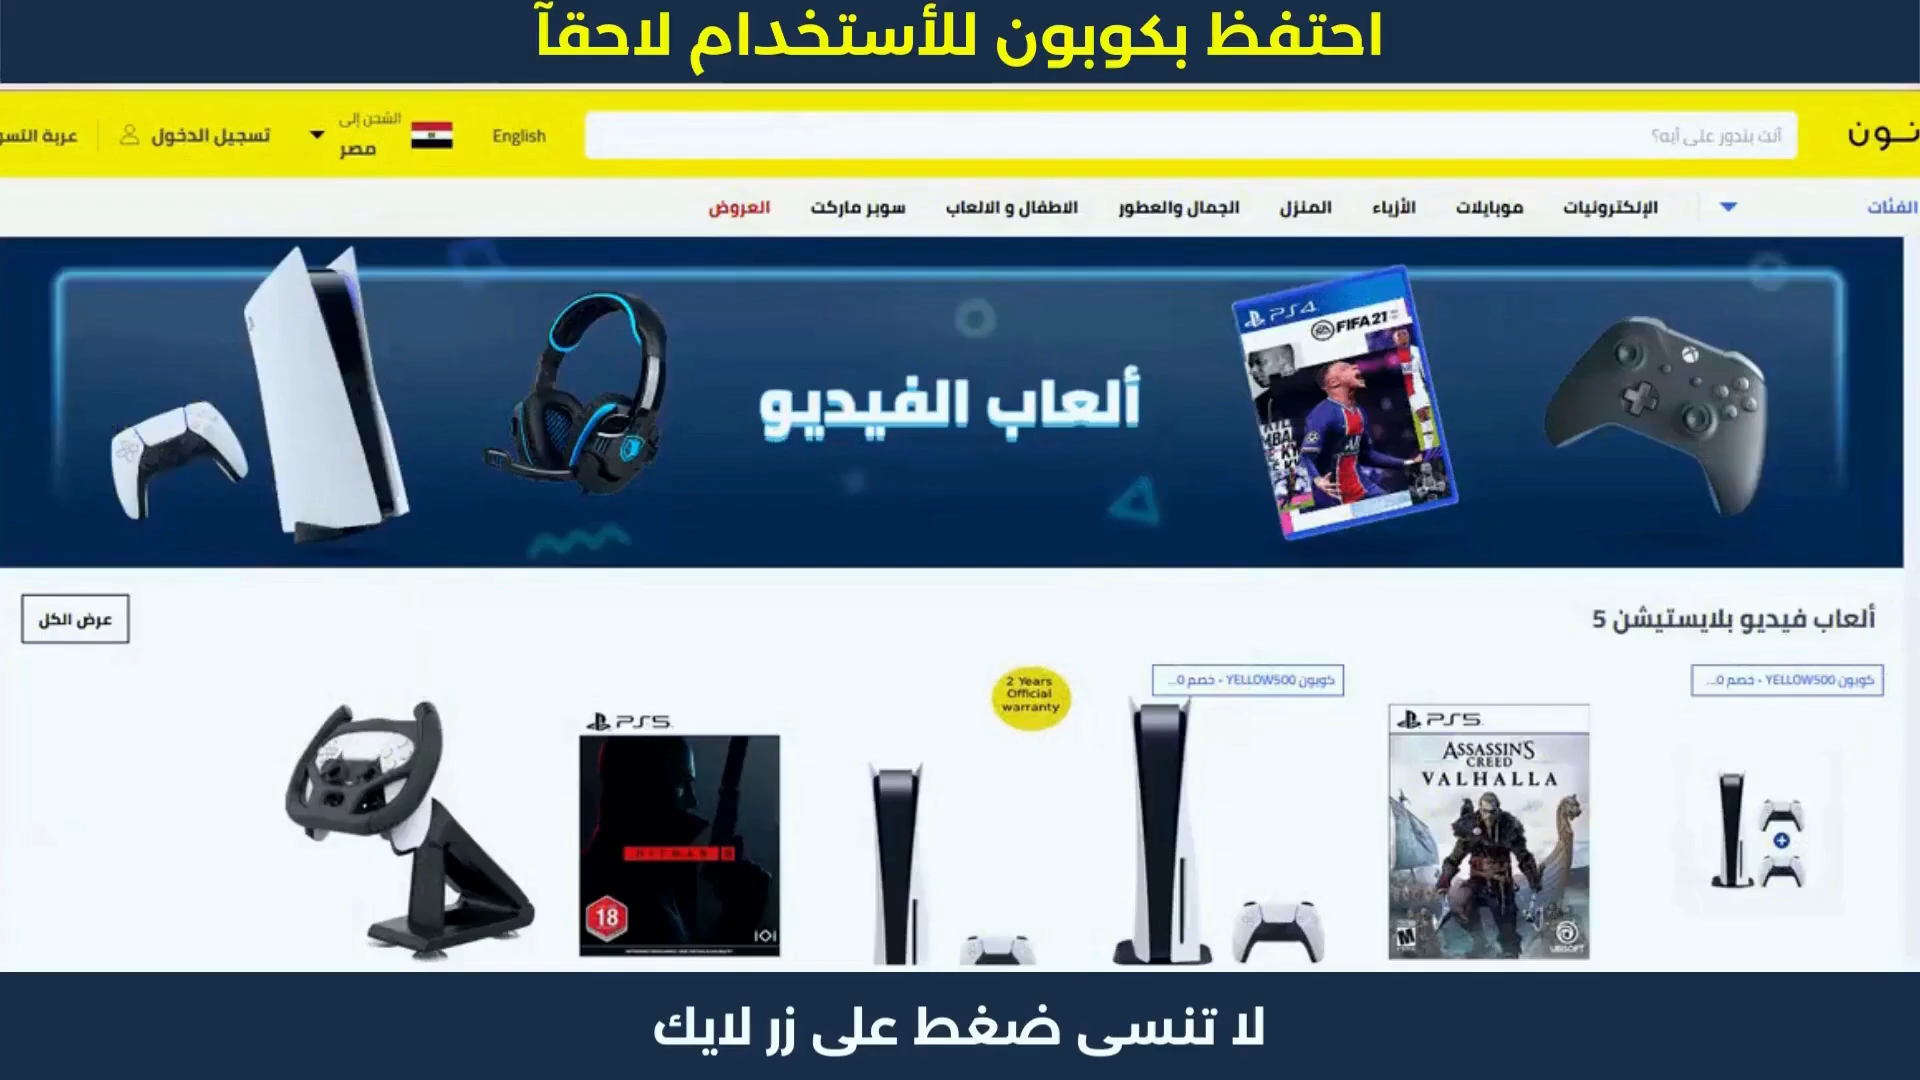 احتفظ بكوبون للأستخدام لاحقآ
نون
أنت بتدور على أيه؟
English
الشحن إلى
مصر
تسجيل الدخول
عربة التسو
الفئات
الإلكترونيات
موبايلات
الأزياء
المنزل
الجمال والعطور
الاطفال و الالعاب
سوبر ماركت
العروض
PS4
FIFA 21
ألعاب الفيديو
ألعاب فيديو بلايستيشن 5
عرض الكل
كوبون YELLOW500 - خصم 0...
كوبون YELLOW500 - خصم 0...
2 Years
Official
warranty
PS5
ASSASSIN'S
CREED
VALHALLA
M
UBISOFT
PS5
HITMAN
18
IOI
لا تنسى ضغط على زر لايك